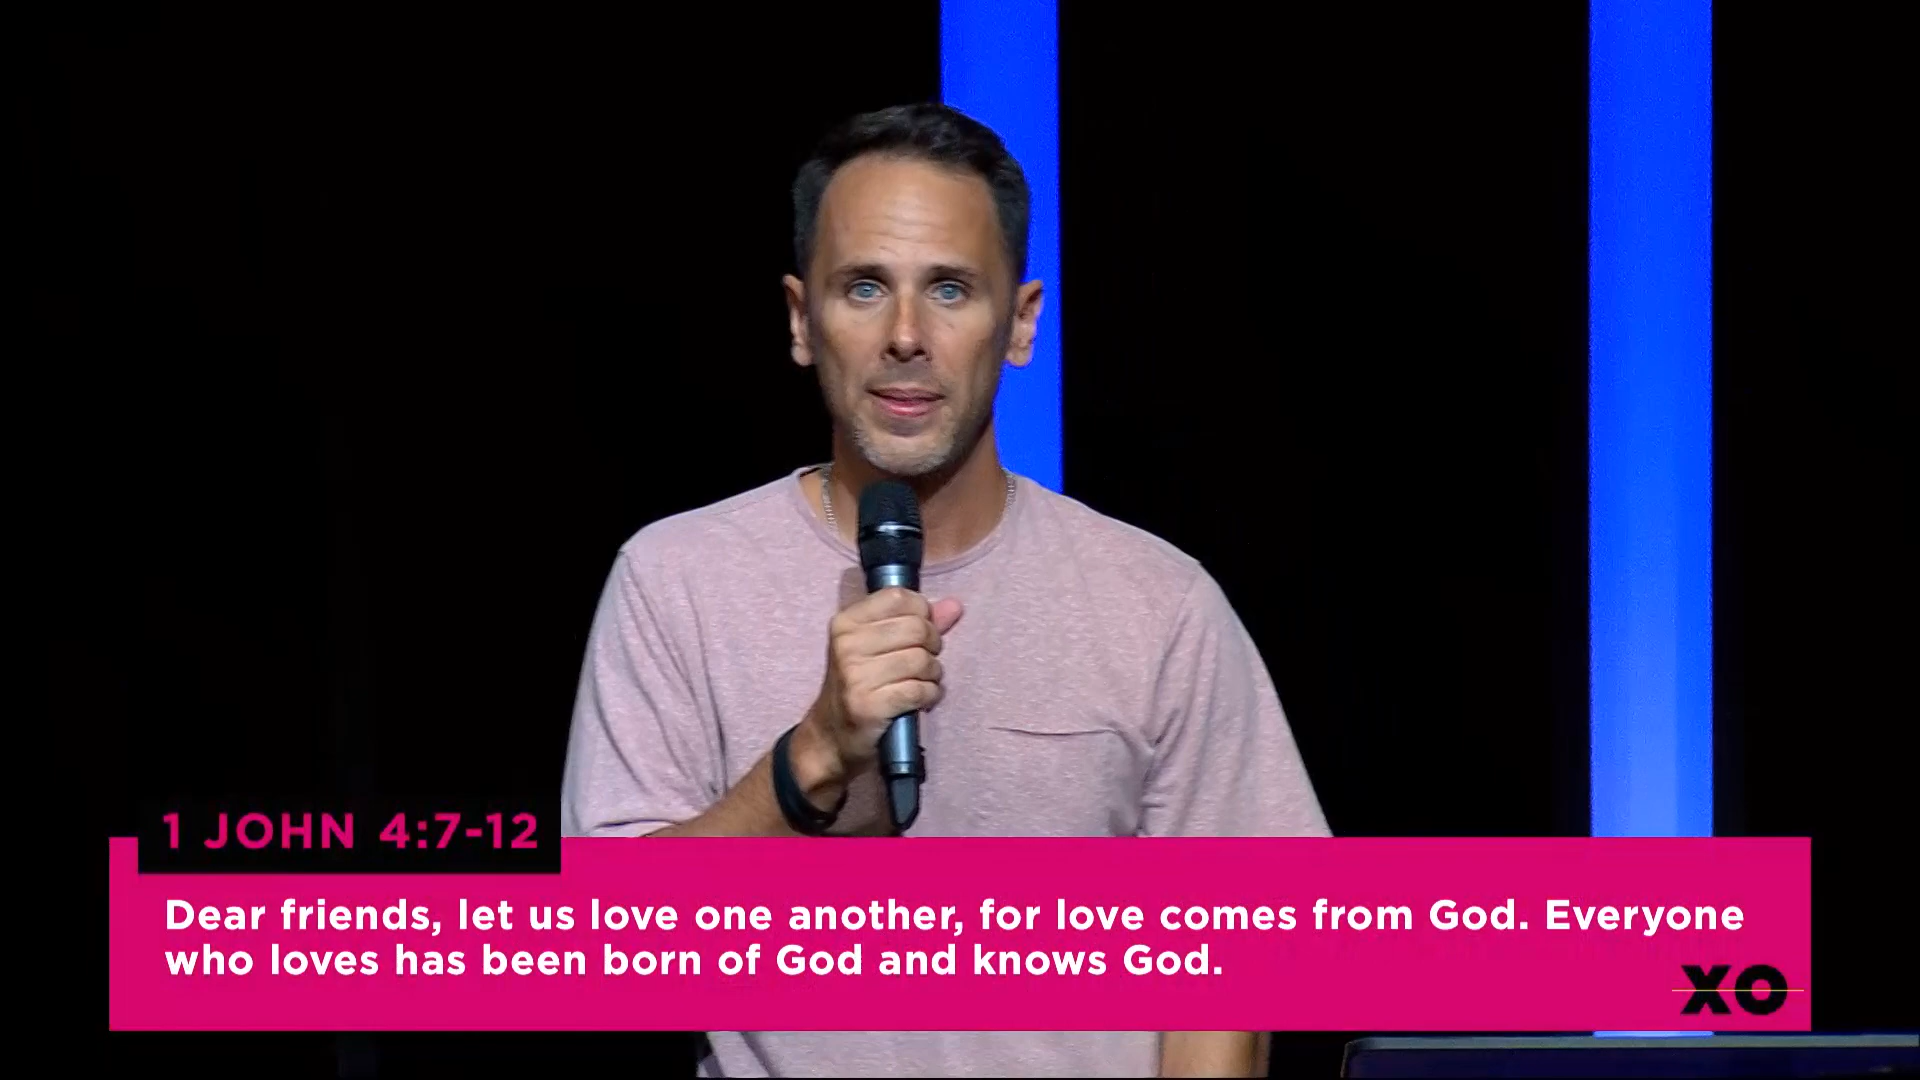 1 JOHN 4:7-12
Dear friends, let us love one another, for love comes from God. Everyone
who loves has been born of God and knows God.
XO